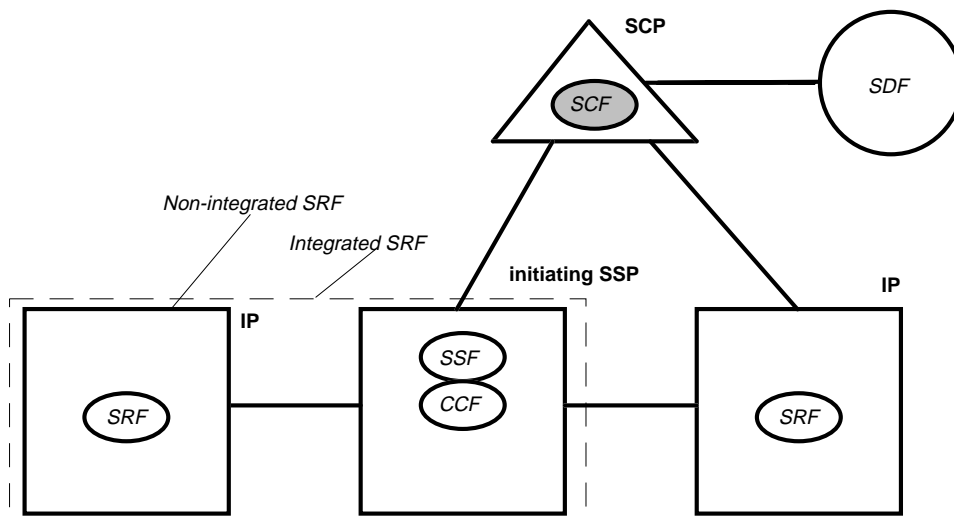 SCP
SCF
SDF
Non-integrated SRF
Integrated SRF
initiating SSP
IP
IP
SSF
SRF
CCF
SRF